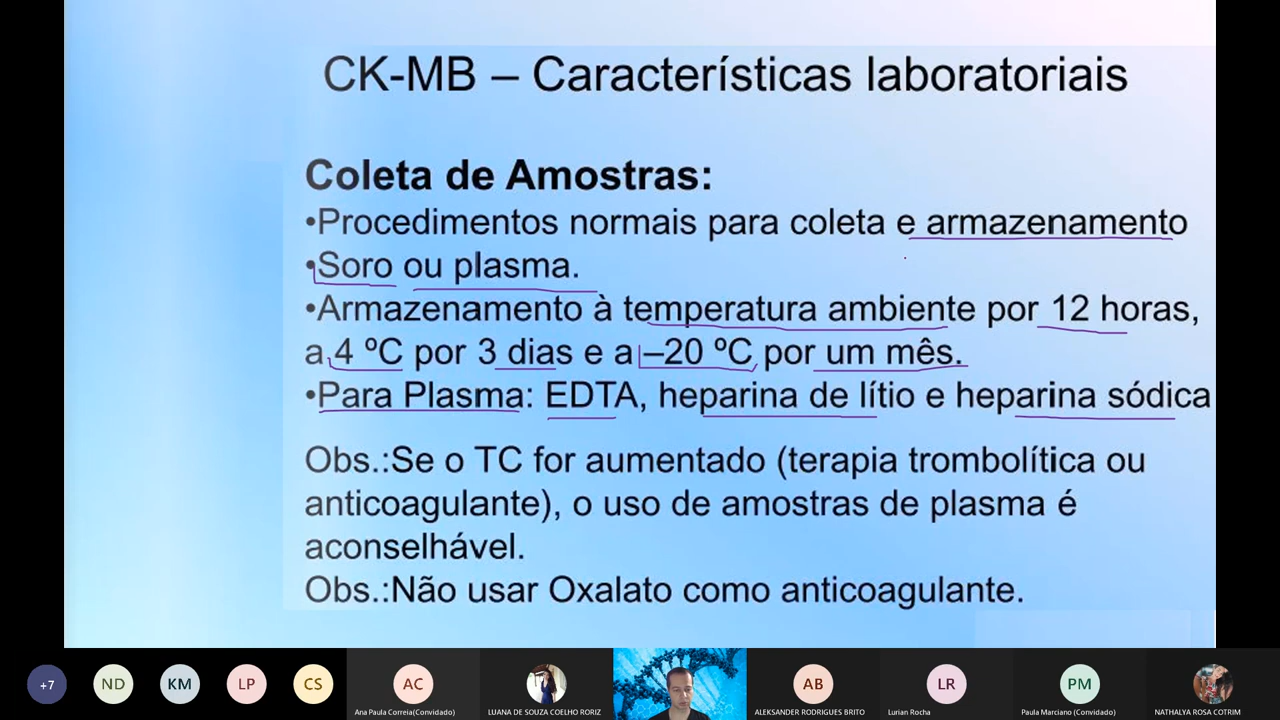 CK-MB – Características laboratoriais
Coleta de Amostras:
•Procedimentos normais para coleta e armazenamento
•Soro ou plasma.
•Armazenamento à temperatura ambiente por 12 horas,
a 4 ºC por 3 dias e a –20 ºC por um mês.
•Para Plasma: EDTA, heparina de lítio e heparina sódica
Obs.:Se o TC for aumentado (terapia trombolítica ou
anticoagulante), o uso de amostras de plasma é
aconselhável.
Obs.:Não usar Oxalato como anticoagulante.
+7 ND KM LP CS AC AB LR PM
Ana Paula Correia(Convidado) LUANA DE SOUZA COELHO RORIZ ALEKSANDER RODRIGUES BRITO Lurian Rocha Paula Marciano (Convidado) NATHALYA ROSA COTRIM